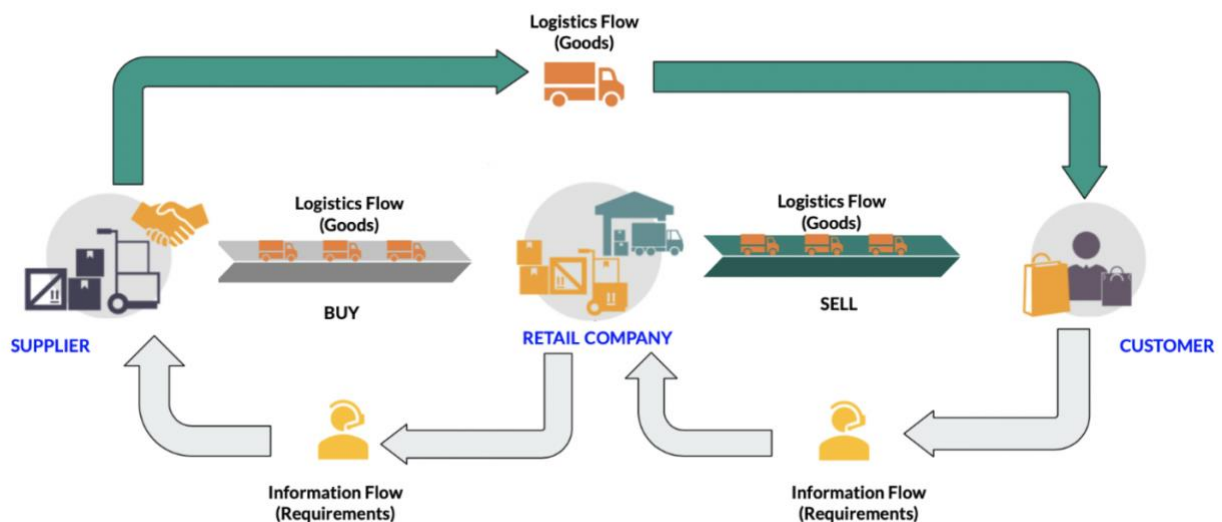 Logistics Flow
(Goods)
Logistics Flow
(Goods)
Logistics Flow
(Goods)
BUY
SELL
SUPPLIER
RETAIL COMPANY
CUSTOMER
Information Flow
(Requirements)
Information Flow
(Requirements)